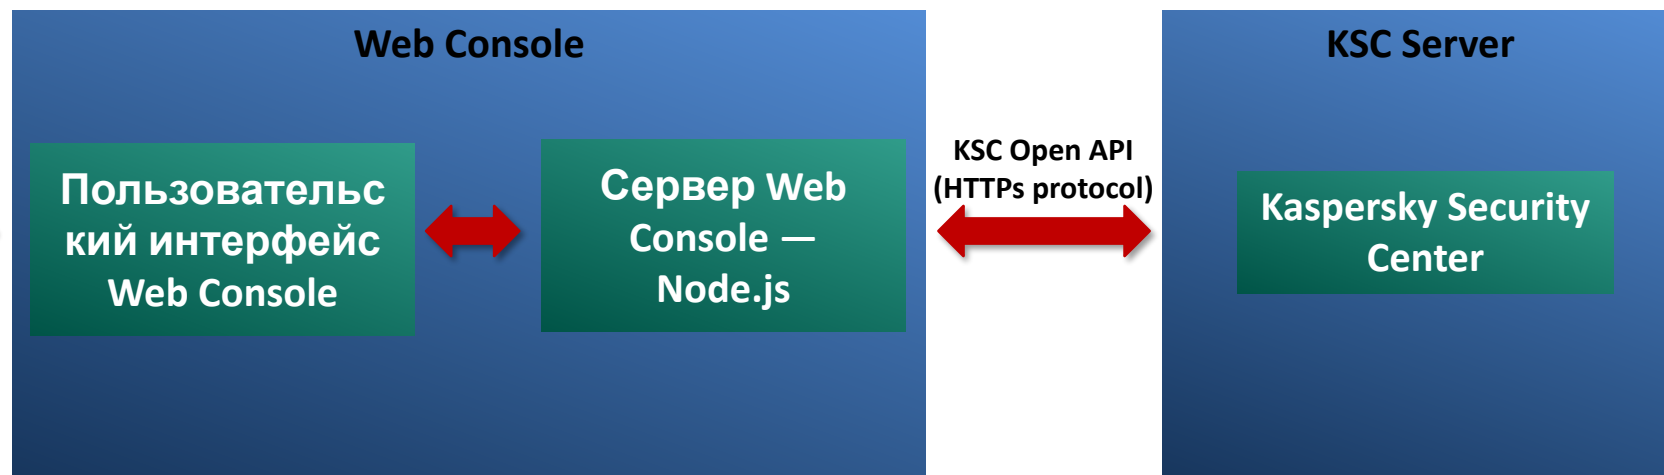 Web Console
Пользовательс
кий интерфейс
Web Console
Сервер Web
Console —
Node.js
KSC Open API
(HTTPs protocol)
KSC Server
Kaspersky Security
Center